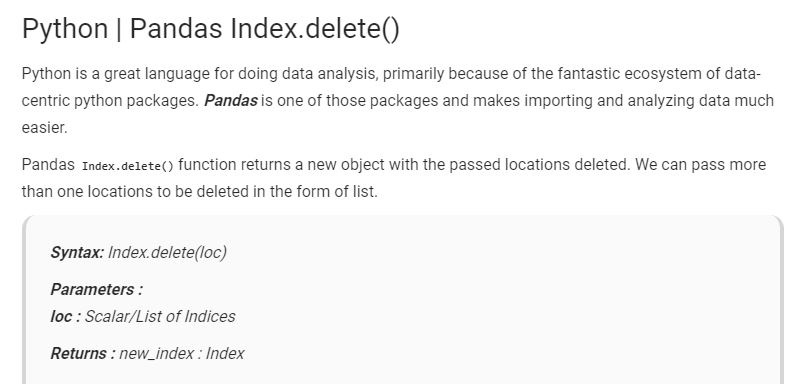 Python | Pandas Index.delete()
Python is a great language for doing data analysis, primarily because of the fantastic ecosystem of data-
centric python packages. Pandas is one of those packages and makes importing and analyzing data much
easier.
Pandas Index.delete() function returns a new object with the passed locations deleted. We can pass more
than one locations to be deleted in the form of list.
Syntax: Index.delete(loc)
Parameters :
loc : Scalar/List of Indices
Returns : new_index : Index